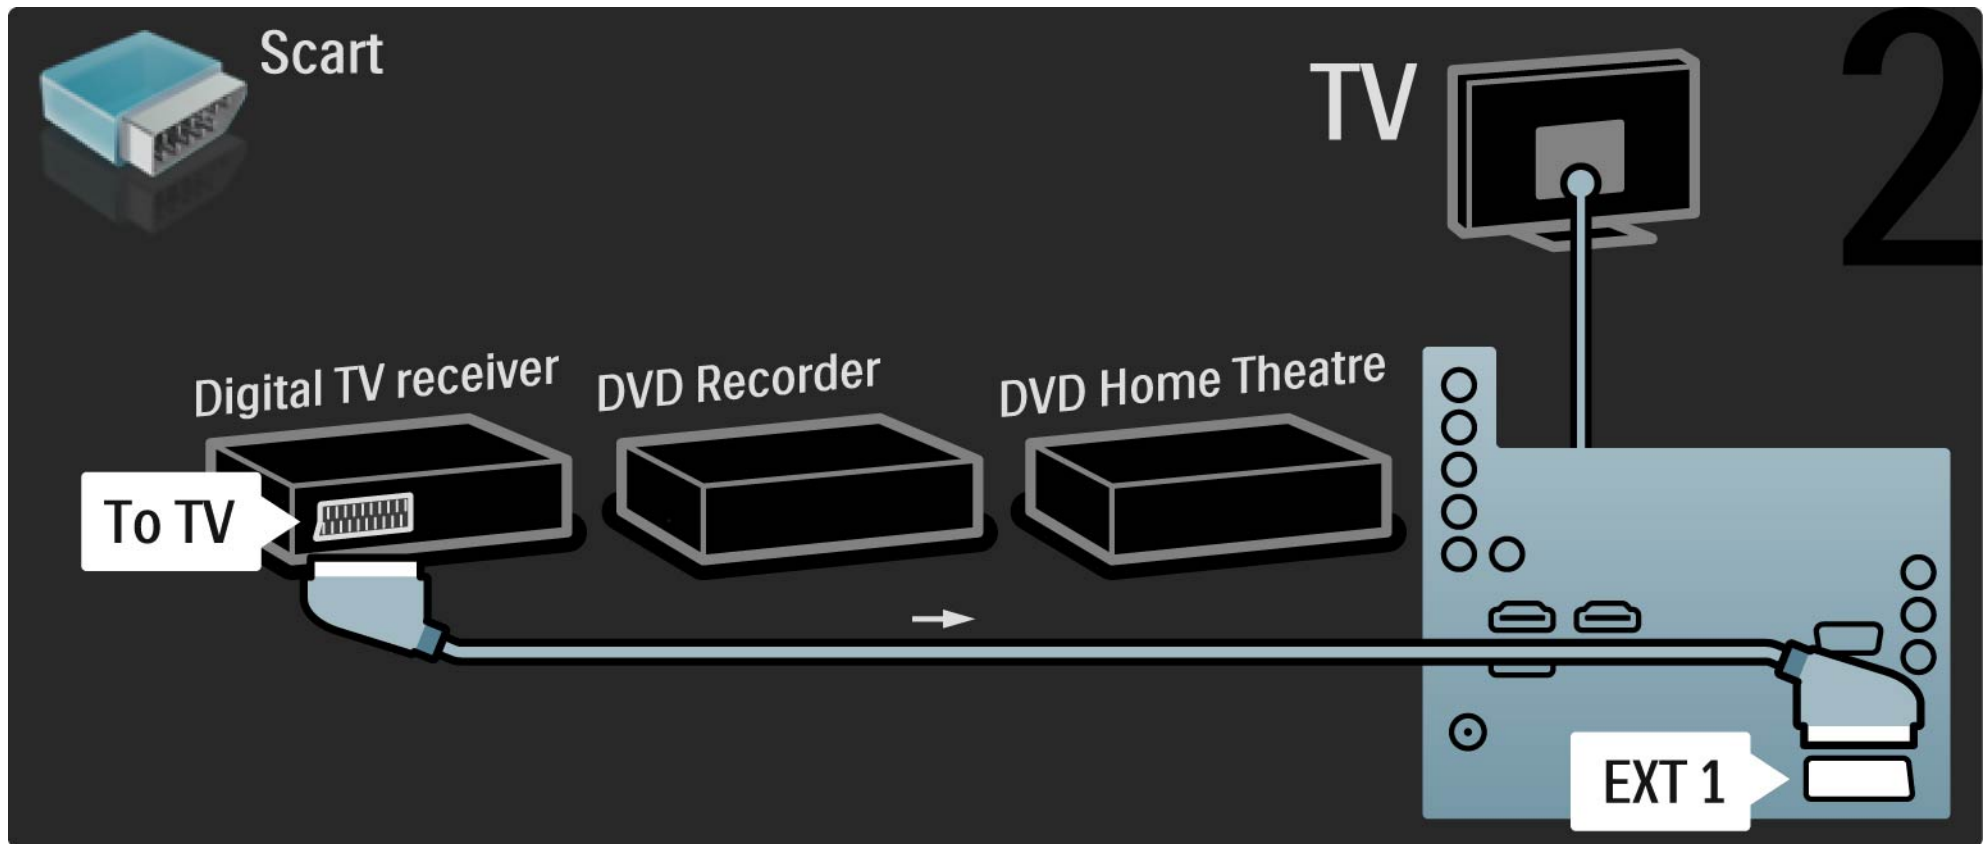 Scart
TV
2
Digital TV receiver
DVD Recorder
DVD Home Theatre
To TV
EXT 1